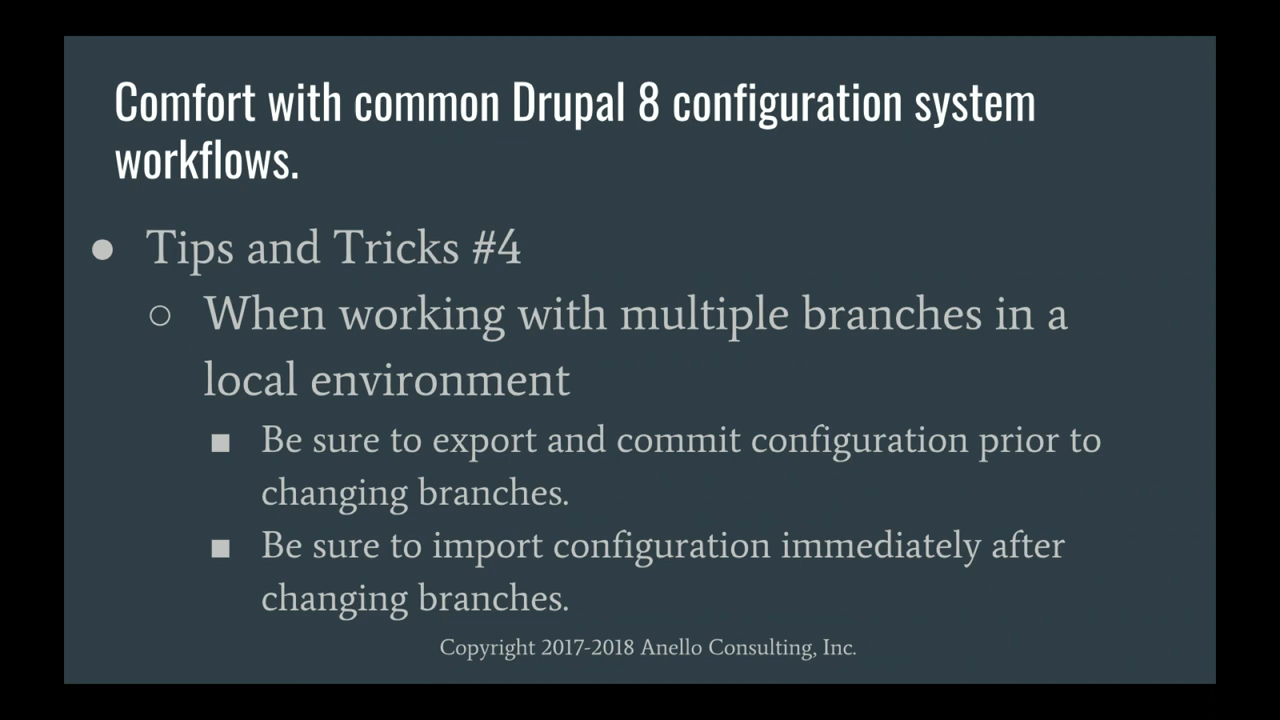 Comfort with common Drupal 8 configuration system
workflows.
● Tips and Tricks #4
○ When working with multiple branches in a
local environment
■ Be sure to export and commit configuration prior to
changing branches.
■ Be sure to import configuration immediately after
changing branches.
Copyright 2017-2018 Anello Consulting, Inc.